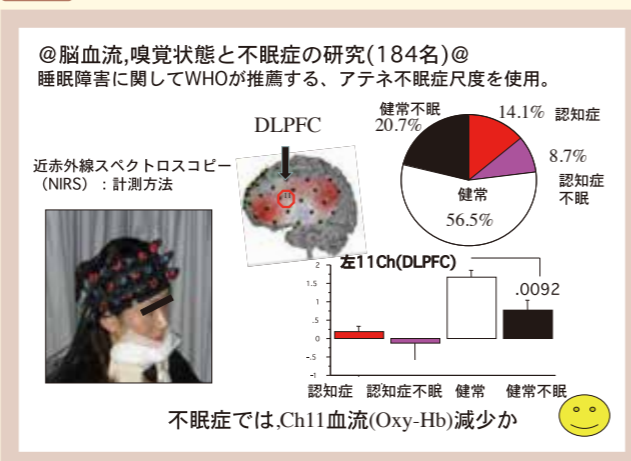 @脳血流,嗅覚状態と不眠症の研究(184名)@
睡眠障害に関してWHOが推薦する、アテネ不眠症尺度を使用。
近赤外線スペクトロスコピー
(NIRS):計測方法
DLPFC
健常不眠
20.7%
14.1% 認知症
8.7%
認知症
不眠
健常
56.5%
左11Ch(DLPFC)
.0092
2
1.5
1
.5
0
-.5
-1
認知症 認知症不眠 健常 健常不眠
不眠症では,Ch11血流(Oxy-Hb)減少か